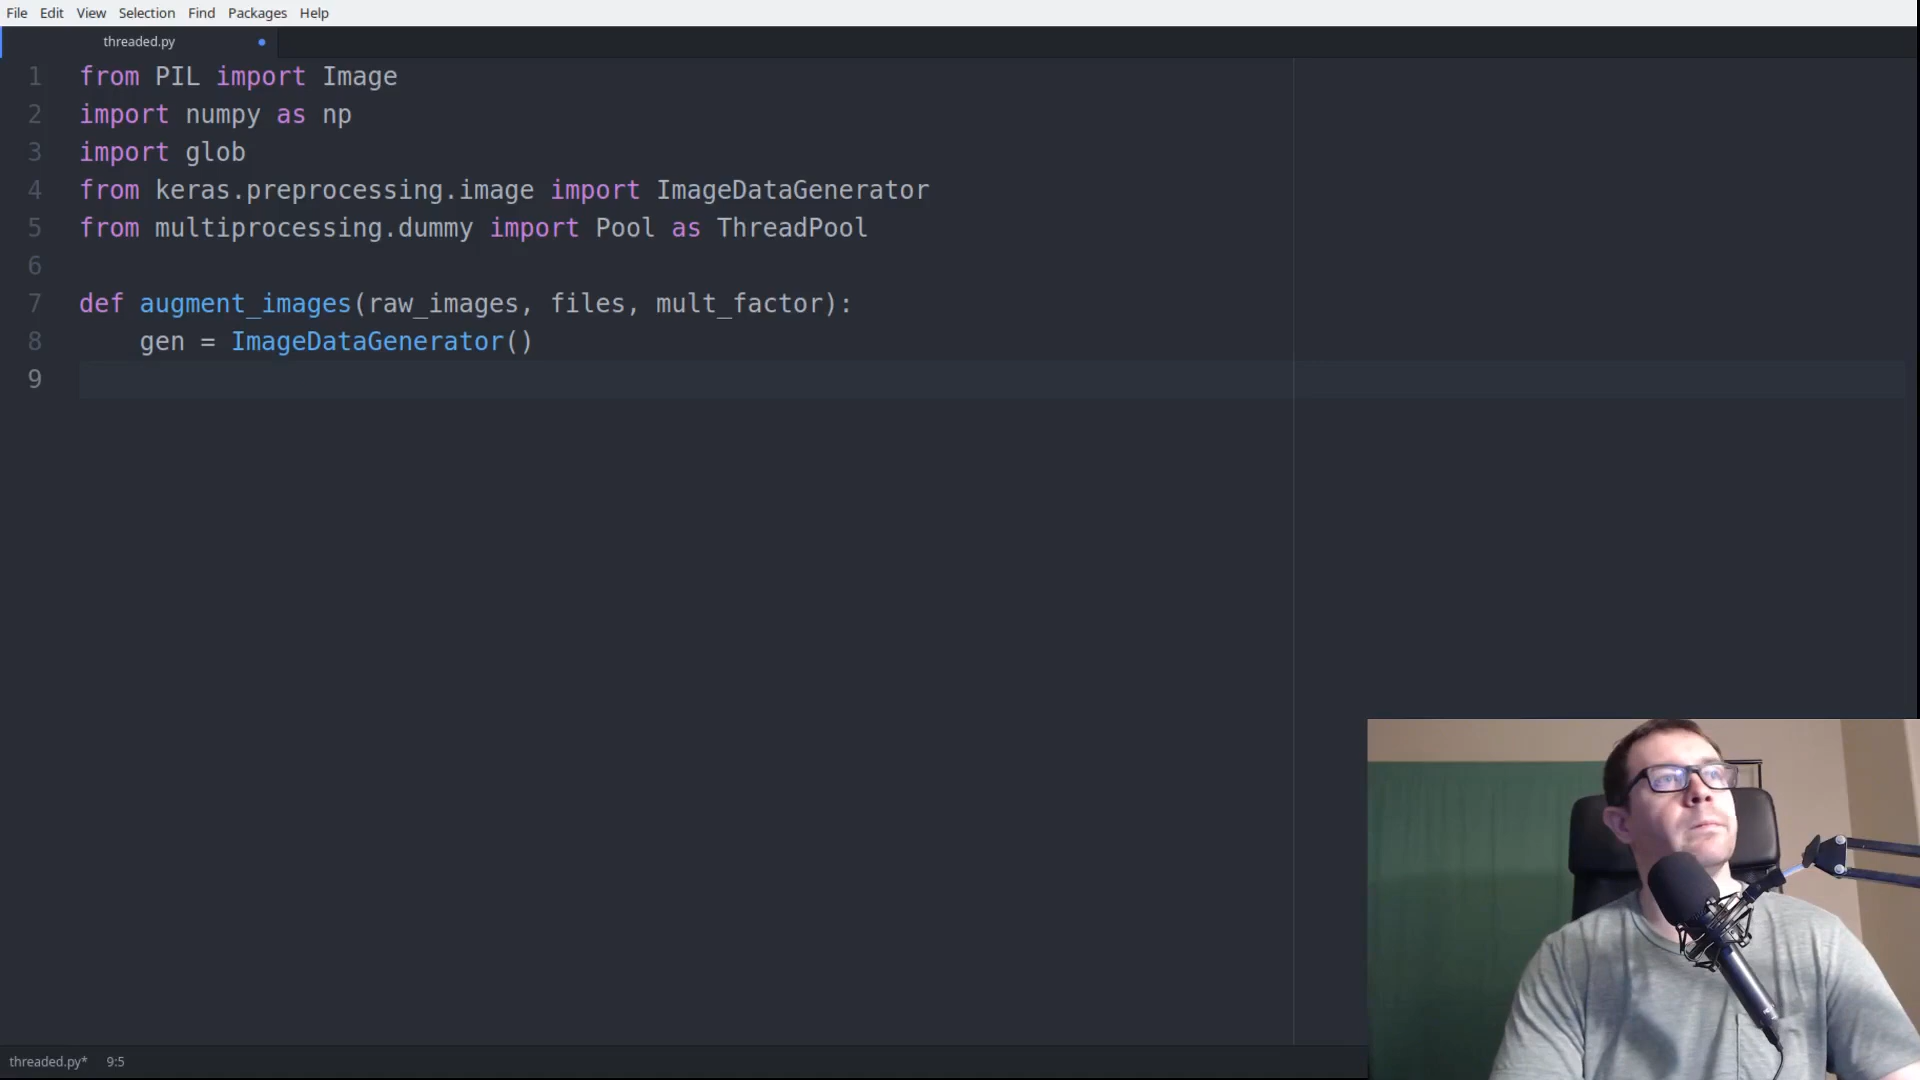 File Edit View Selection Find Packages Help
threaded.py
1 from PIL import Image
2 import numpy as np
3 import glob
4 from keras.preprocessing.image import ImageDataGenerator
5 from multiprocessing.dummy import Pool as ThreadPool
6
7 def augment_images(raw_images, files, mult_factor):
8     gen = ImageDataGenerator()
9
threaded.py* 9:5